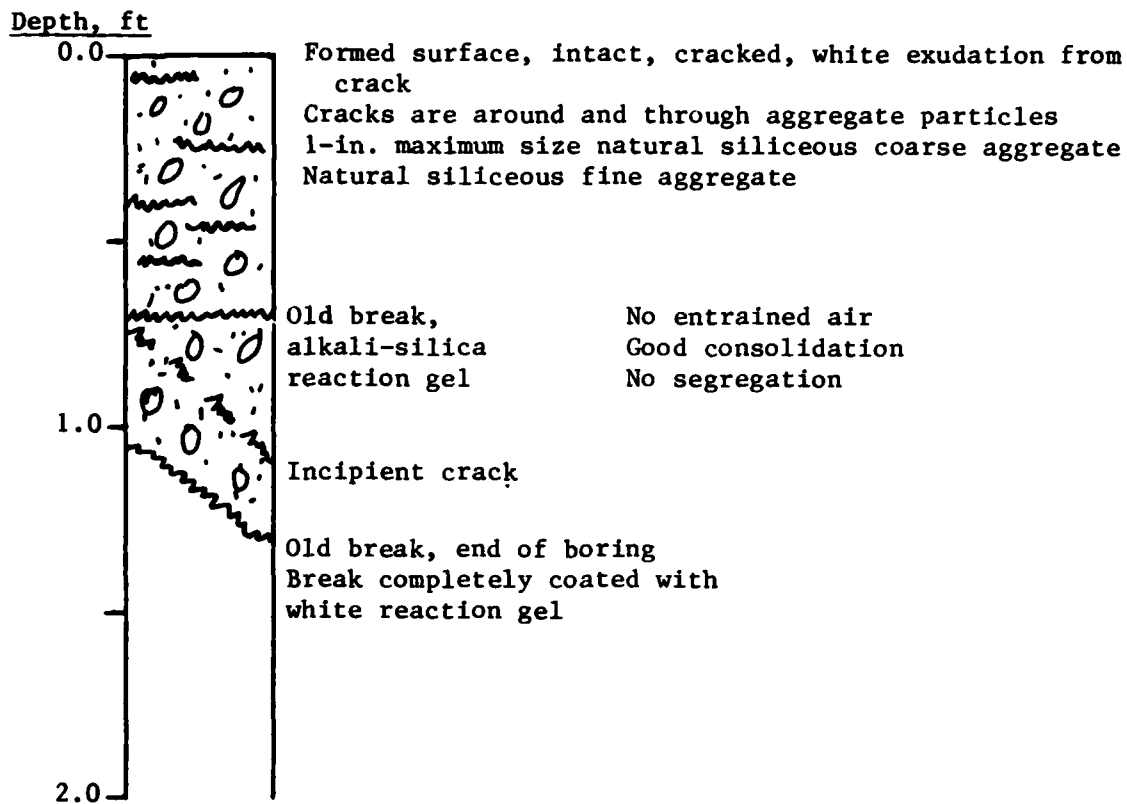 Depth, ft
0.0
Formed surface, intact, cracked, white exudation from
crack
Cracks are around and through aggregate particles
1-in. maximum size natural siliceous coarse aggregate
Natural siliceous fine aggregate
Old break, No entrained air
alkali-silica Good consolidation
reaction gel No segregation
1.0
Incipient crack
Old break, end of boring
Break completely coated with
white reaction gel
2.0